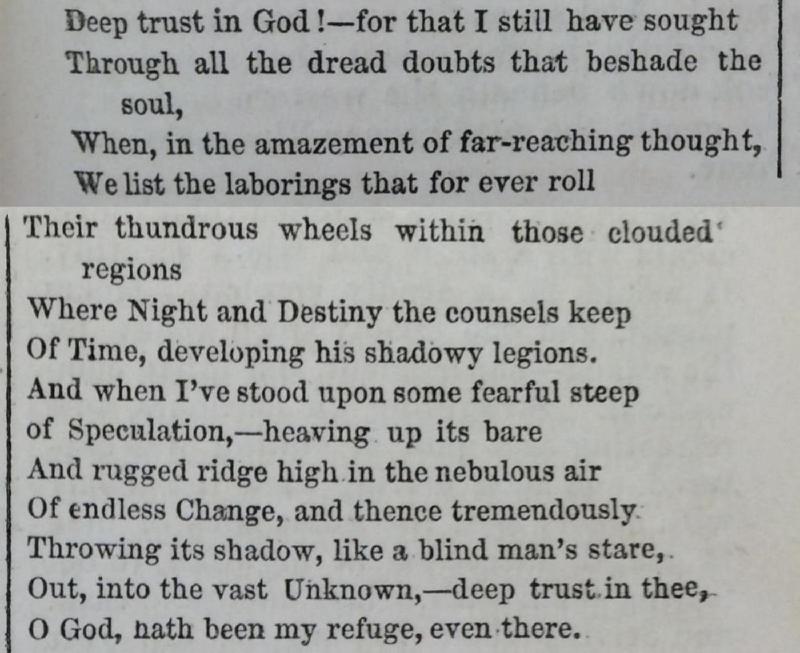 Deep trust in God!—for that I still have sought
Through all the dread doubts that beshade the
soul,
When, in the amazement of far-reaching thought,
We list the laborings that for ever roll
Their thundrous wheels within those clouded
regions
Where Night and Destiny the counsels keep
Of Time, developing his shadowy legions.
And when I've stood upon some fearful steep
of Speculation,—heaving up its bare
And rugged ridge high in the nebulous air
Of endless Change, and thence tremendously
Throwing its shadow, like a blind man's stare,
Out, into the vast Unknown,—deep trust in thee,
O God, hath been my refuge, even there.